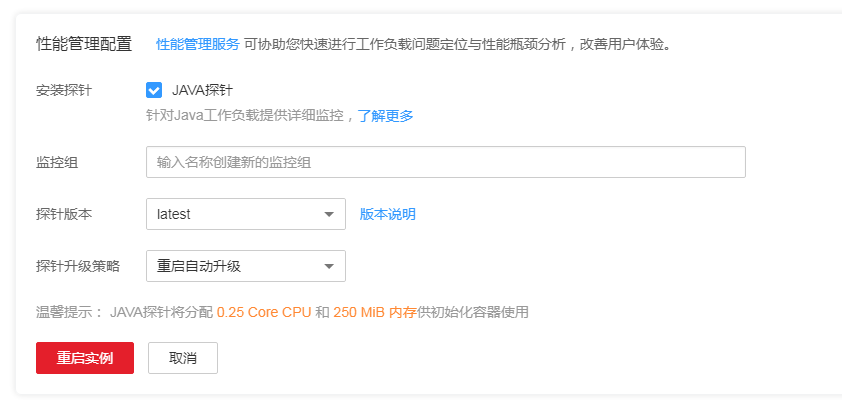 性能管理配置 性能管理服务 可协助您快速进行工作负载问题定位与性能瓶颈分析，改善用户体验。
安装探针 JAVA探针
针对Java工作负载提供详细监控，了解更多
监控组 输入名称创建新的监控组
探针版本 latest 版本说明
探针升级策略 重启自动升级
温馨提示： JAVA探针将分配 0.25 Core CPU 和 250 MiB 内存供初始化容器使用
重启实例 取消